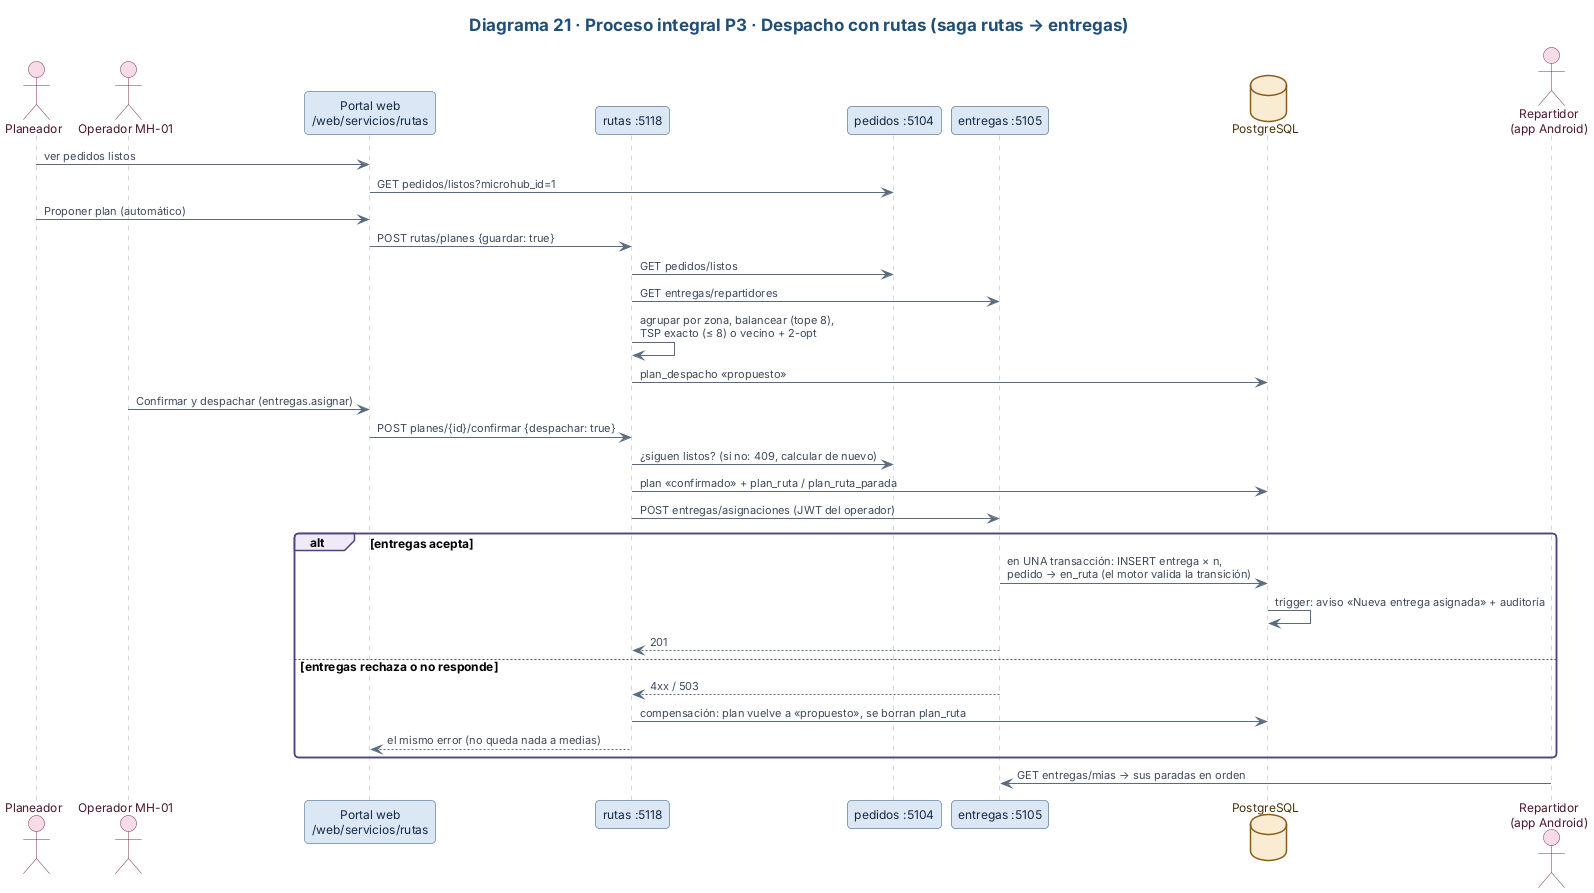 Diagrama 21 · Proceso integral P3 · Despacho con rutas (saga rutas → entregas)
Planeador
Operador MH-01
Portal web
/web/servicios/rutas
rutas :5118
pedidos :5104
entregas :5105
PostgreSQL
Repartidor
(app Android)
ver pedidos listos
GET pedidos/listos?microhub_id=1
Proponer plan (automático)
POST rutas/planes {guardar: true}
GET pedidos/listos
GET entregas/repartidores
agrupar por zona, balancear (tope 8),
TSP exacto (≤ 8) o vecino + 2-opt
plan_despacho «propuesto»
Confirmar y despachar (entregas.asignar)
POST planes/{id}/confirmar {despachar: true}
¿siguen listos? (si no: 409, calcular de nuevo)
plan «confirmado» + plan_ruta / plan_ruta_parada
POST entregas/asignaciones (JWT del operador)
alt
[entregas acepta]
en UNA transacción: INSERT entrega × n,
pedido → en_ruta (el motor valida la transición)
trigger: aviso «Nueva entrega asignada» + auditoría
201
[entregas rechaza o no responde]
4xx / 503
compensación: plan vuelve a «propuesto», se borran plan_ruta
el mismo error (no queda nada a medias)
GET entregas/mias → sus paradas en orden
Planeador
Operador MH-01
Portal web
/web/servicios/rutas
rutas :5118
pedidos :5104
entregas :5105
PostgreSQL
Repartidor
(app Android)